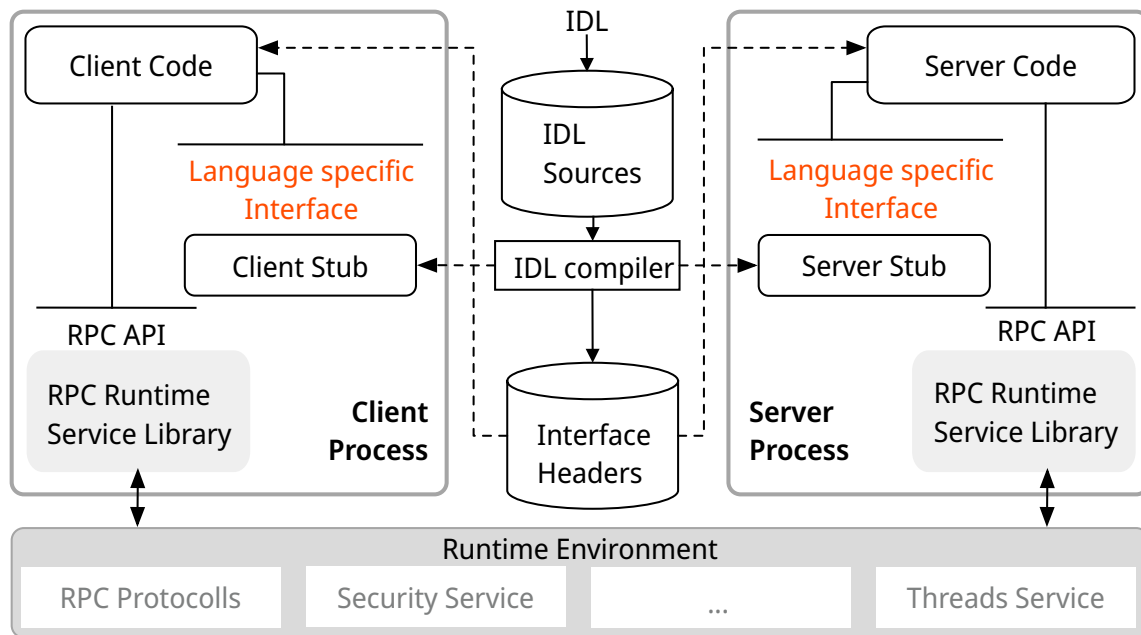 IDL
Client Code
Language specific
Interface
Client Stub
RPC API
RPC Runtime
Service Library
Client
Process
IDL
Sources
IDL compiler
Interface
Headers
Server Code
Language specific
Interface
Server Stub
RPC API
RPC Runtime
Service Library
Server
Process
Runtime Environment
RPC Protocolls
Security Service
...
Threads Service